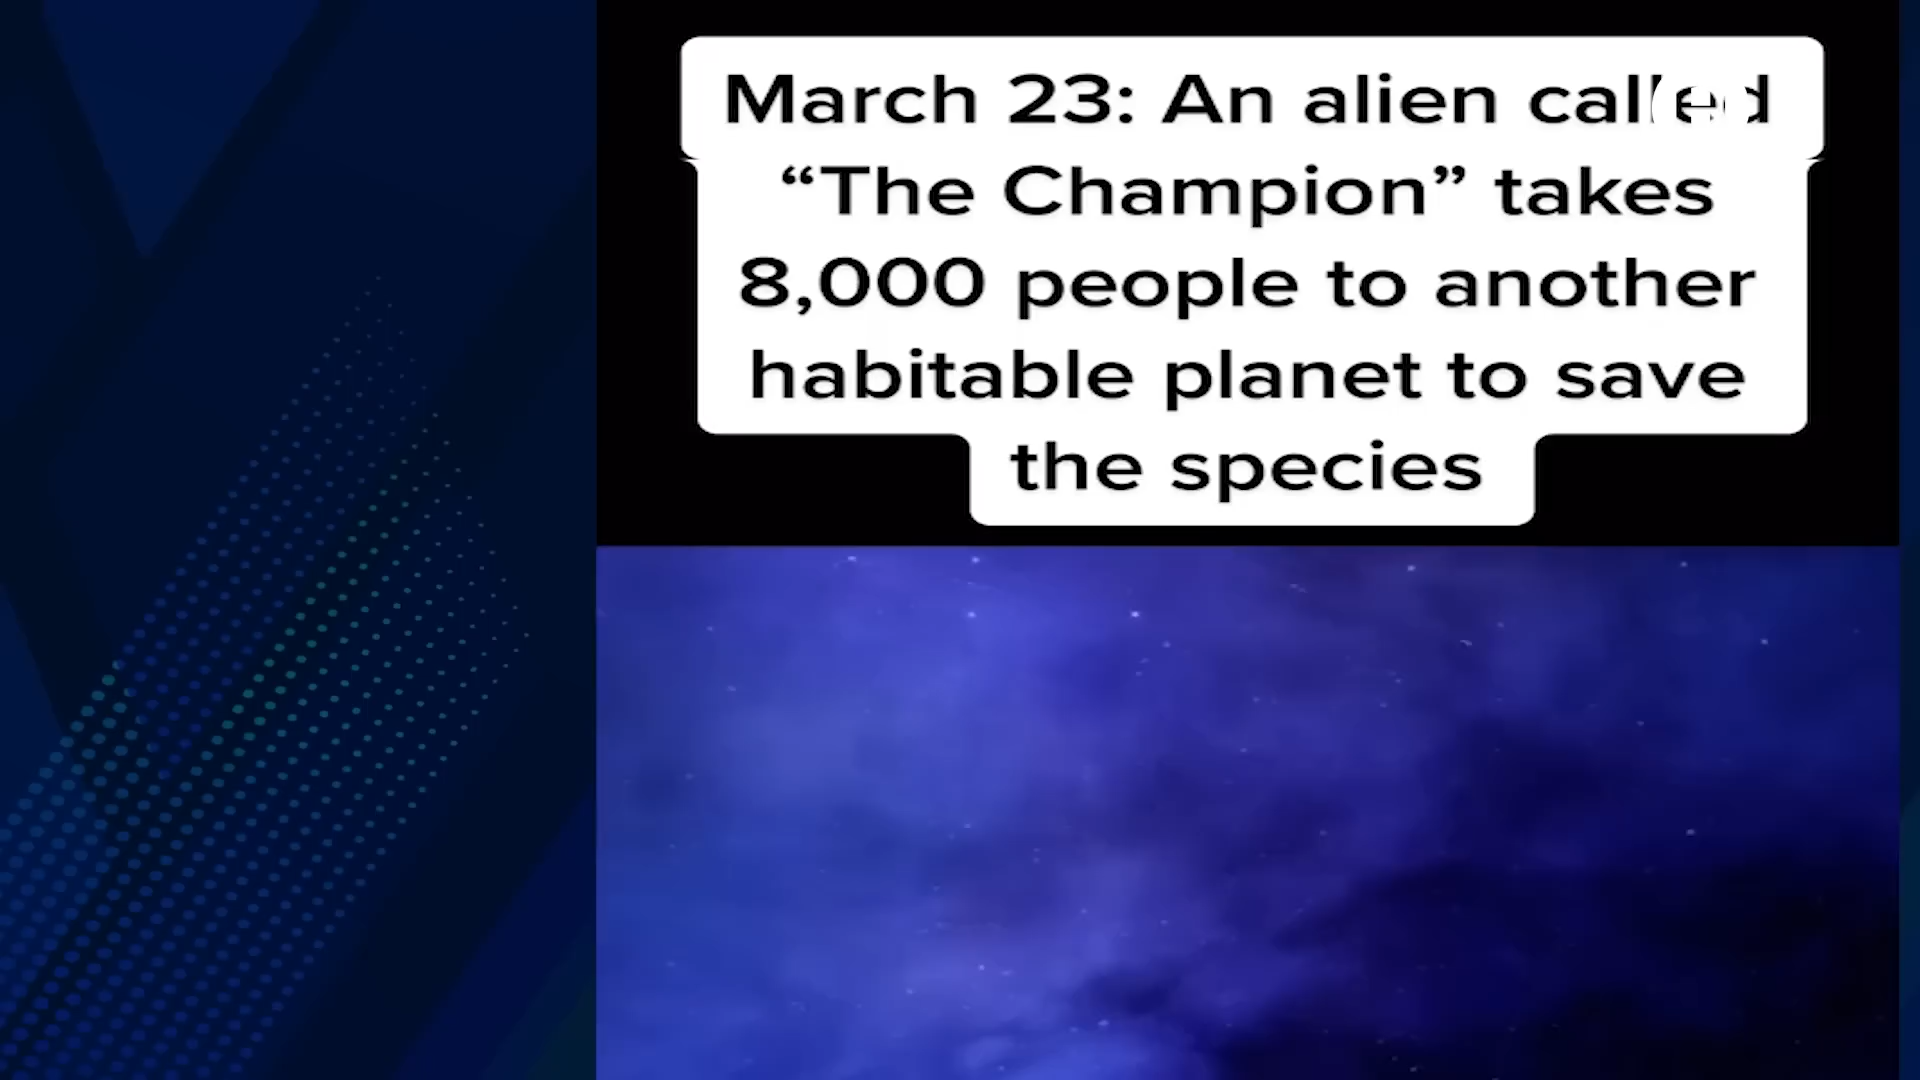 March 23: An alien called
“The Champion” takes
8,000 people to another
habitable planet to save
the species